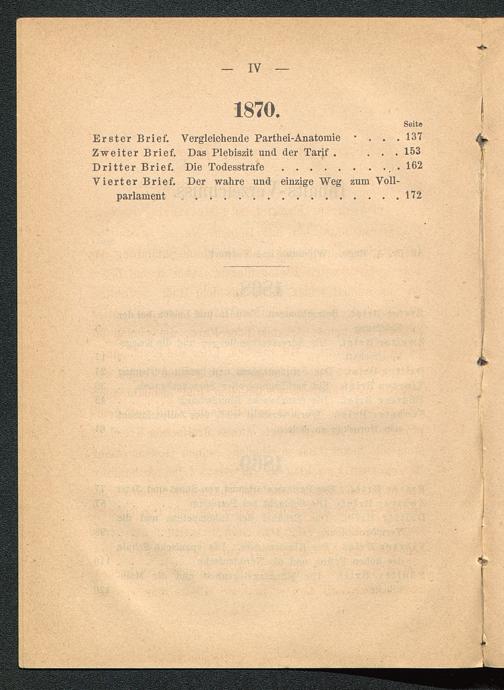 — IV —
1870.
Seite
Erster Brief. Vergleichende Parthei-Anatomie . . . . 137
Zweiter Brief. Das Plebiszit und der Tarif . . . . 153
Dritter Brief. Die Todesstrafe . . . . . . . . . . 162
Vierter Brief. Der wahre und einzige Weg zum Voll-
parlament . . . . . . . . . . . . . . . . . 172